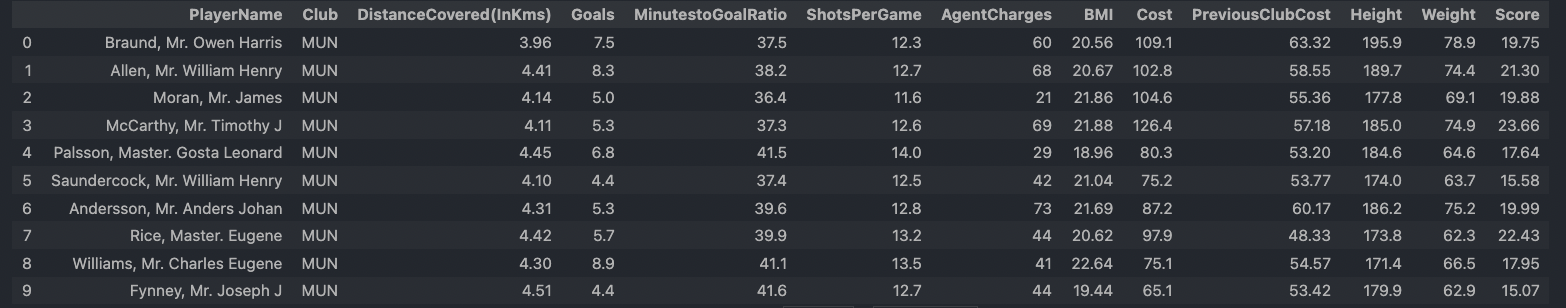 PlayerName Club DistanceCovered(InKms) Goals MinutestoGoalRatio ShotsPerGame AgentCharges BMI Cost PreviousClubCost Height Weight Score
0 Braund, Mr. Owen Harris MUN 3.96 7.5 37.5 12.3 60 20.56 109.1 63.32 195.9 78.9 19.75
1 Allen, Mr. William Henry MUN 4.41 8.3 38.2 12.7 68 20.67 102.8 58.55 189.7 74.4 21.30
2 Moran, Mr. James MUN 4.14 5.0 36.4 11.6 21 21.86 104.6 55.36 177.8 69.1 19.88
3 McCarthy, Mr. Timothy J MUN 4.11 5.3 37.3 12.6 69 21.88 126.4 57.18 185.0 74.9 23.66
4 Palsson, Master. Gosta Leonard MUN 4.45 6.8 41.5 14.0 29 18.96 80.3 53.20 184.6 64.6 17.64
5 Saundercock, Mr. William Henry MUN 4.10 4.4 37.4 12.5 42 21.04 75.2 53.77 174.0 63.7 15.58
6 Andersson, Mr. Anders Johan MUN 4.31 5.3 39.6 12.8 73 21.69 87.2 60.17 186.2 75.2 19.99
7 Rice, Master. Eugene MUN 4.42 5.7 39.9 13.2 44 20.62 97.9 48.33 173.8 62.3 22.43
8 Williams, Mr. Charles Eugene MUN 4.30 8.9 41.1 13.5 41 22.64 75.1 54.57 171.4 66.5 17.95
9 Fynney, Mr. Joseph J MUN 4.51 4.4 41.6 12.7 44 19.44 65.1 53.42 179.9 62.9 15.07